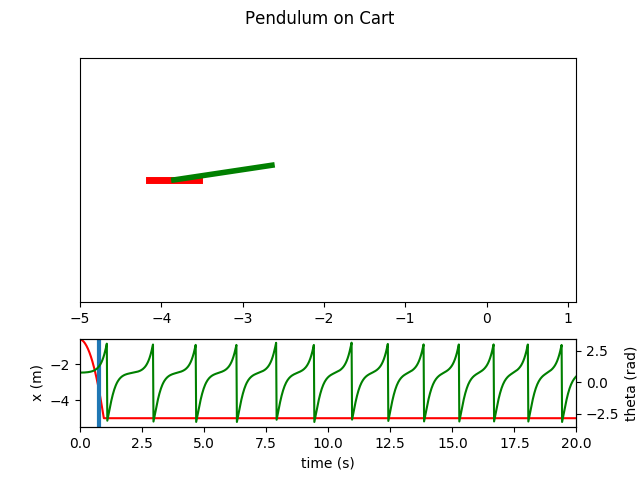 Pendulum on Cart
−5 −4 −3 −2 −1 0 1
−2
−4
x (m)
2.5
0.0
−2.5
theta (rad)
0.0 2.5 5.0 7.5 10.0 12.5 15.0 17.5 20.0
time (s)